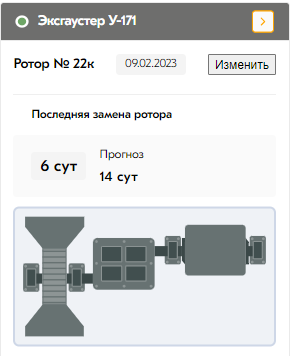 Эксгаустер У-171
Ротор № 22к 09.02.2023 Изменить
Последняя замена ротора
6 сут
Прогноз
14 сут